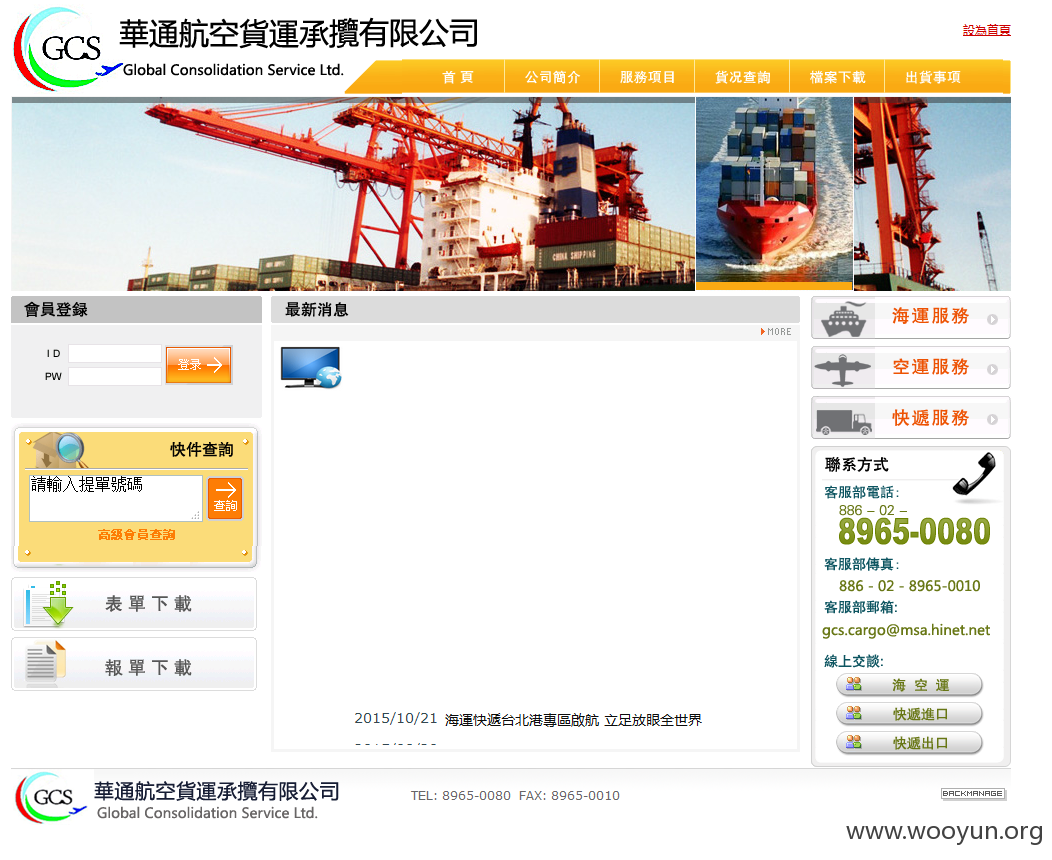 GCS
華通航空貨運承攬有限公司
Global Consolidation Service Ltd.
設為首頁
首 頁
公司簡介
服務項目
貨況查詢
檔案下載
出貨事項
CHINA SHIPPING
會員登録
ID
PW
登录
快件查詢
請輸入提單號碼
查詢
高級會員查詢
表單下載
報單下載
最新消息
MORE
2015/10/21 海運快遞台北港專區啟航 立足放眼全世界
海運服務
空運服務
快遞服務
聯系方式
客服部電話:
886 – 02 –
8965-0080
客服部傳真:
886 - 02 - 8965-0010
客服部郵箱:
gcs.cargo@msa.hinet.net
線上交談:
海 空 運
快遞進口
快遞出口
GCS
華通航空貨運承攬有限公司
Global Consolidation Service Ltd.
TEL: 8965-0080 FAX: 8965-0010
BACKMANAGE
www.wooyun.org